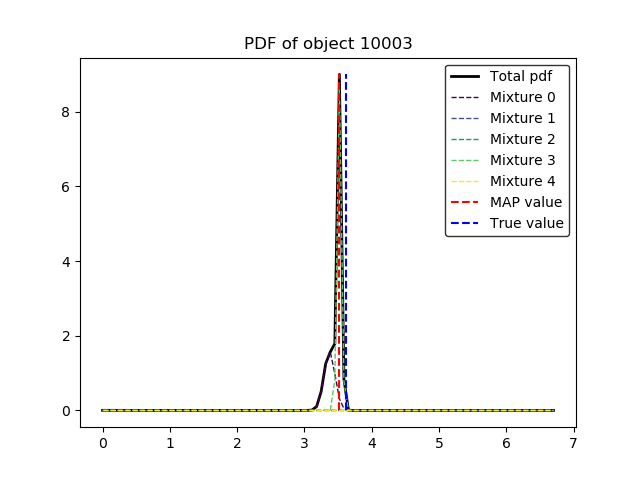 PDF of object 10003
Total pdf
Mixture 0
Mixture 1
Mixture 2
Mixture 3
Mixture 4
MAP value
True value
8
6
4
2
0
0 1 2 3 4 5 6 7